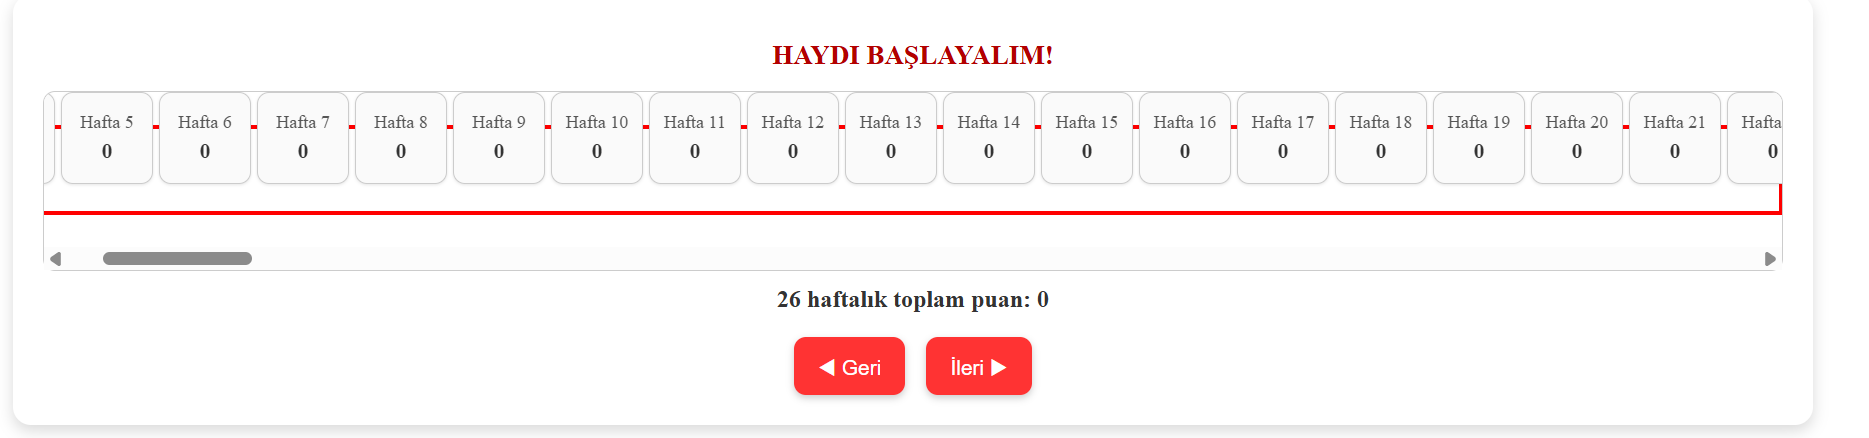 HAYDI BAŞLAYALIM!
Hafta 5 Hafta 6 Hafta 7 Hafta 8 Hafta 9 Hafta 10 Hafta 11 Hafta 12 Hafta 13 Hafta 14 Hafta 15 Hafta 16 Hafta 17 Hafta 18 Hafta 19 Hafta 20 Hafta 21 Hafta
0 0 0 0 0 0 0 0 0 0 0 0 0 0 0 0 0 0
26 haftalık toplam puan: 0
◀ Geri İleri ▶